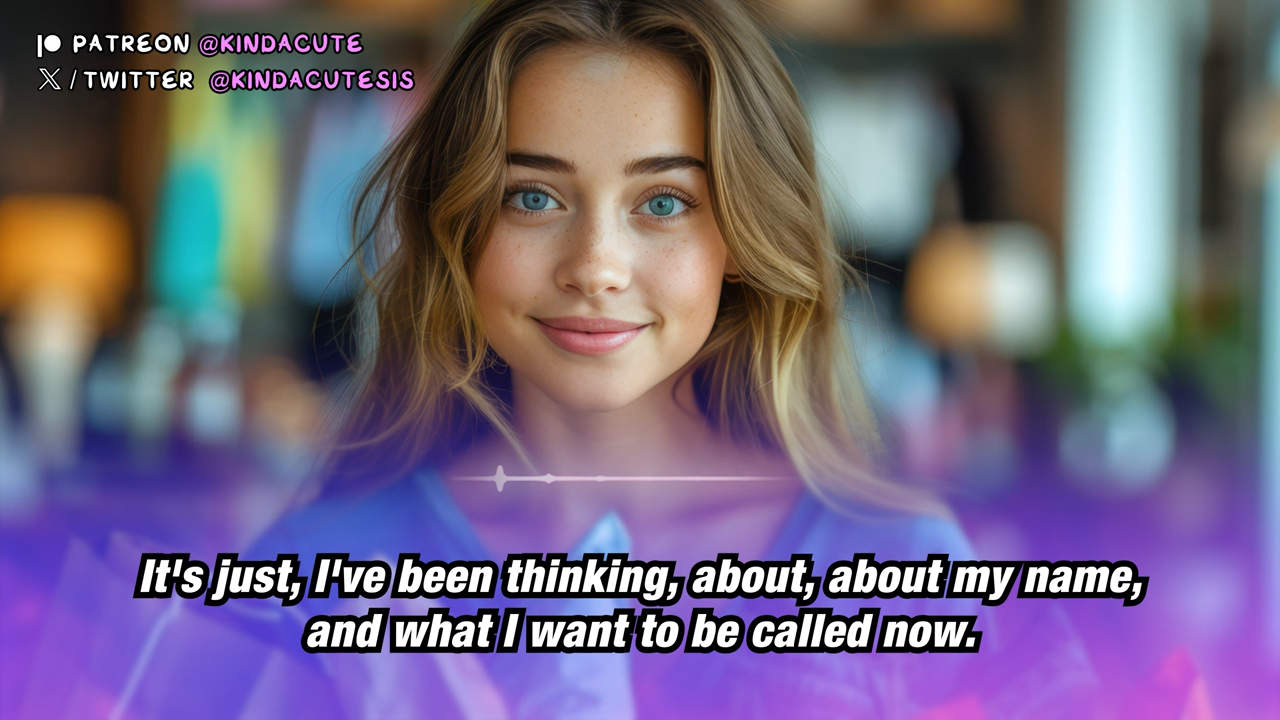 PATREON @KINDACUTE
X / TWITTER @KINDACUTESIS
It's just, I've been thinking, about, about my name,
and what I want to be called now.